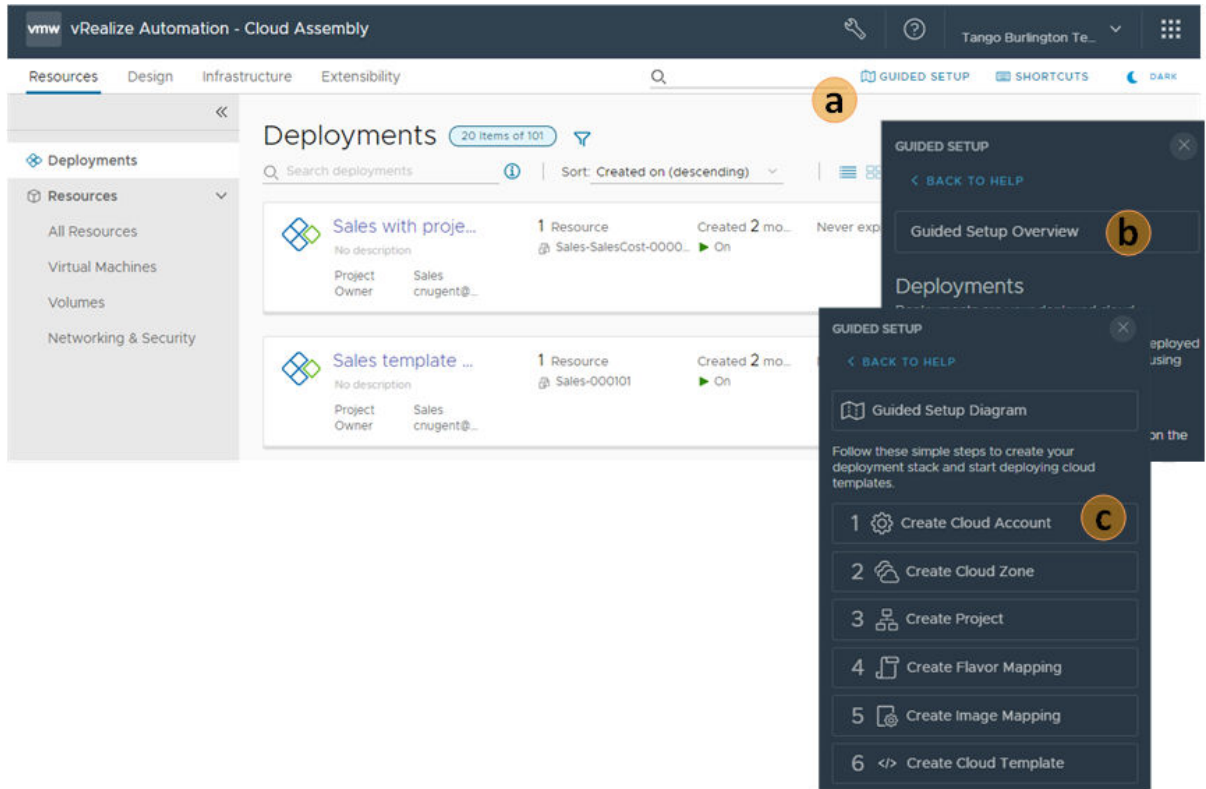 vmw vRealize Automation - Cloud Assembly
Tango Burlington Te...
Resources Design Infrastructure Extensibility
GUIDED SETUP SHORTCUTS DARK
a
Deployments 20 items of 101
Search deployments Sort: Created on (descending)
Deployments
Resources
All Resources
Virtual Machines
Volumes
Networking & Security
Sales with proje...
No description
Project Sales
Owner cnugent@...
1 Resource
Sales-SalesCost-0000...
Created 2 mo...
On
Never exp
Sales template ...
No description
Project Sales
Owner cnugent@...
1 Resource
Sales-000101
Created 2 mo...
On
GUIDED SETUP
< BACK TO HELP
Guided Setup Overview
b
Deployments
eployed
using
on the
GUIDED SETUP
< BACK TO HELP
Guided Setup Diagram
Follow these simple steps to create your
deployment stack and start deploying cloud
templates.
1 Create Cloud Account
c
2 Create Cloud Zone
3 Create Project
4 Create Flavor Mapping
5 Create Image Mapping
6 </> Create Cloud Template